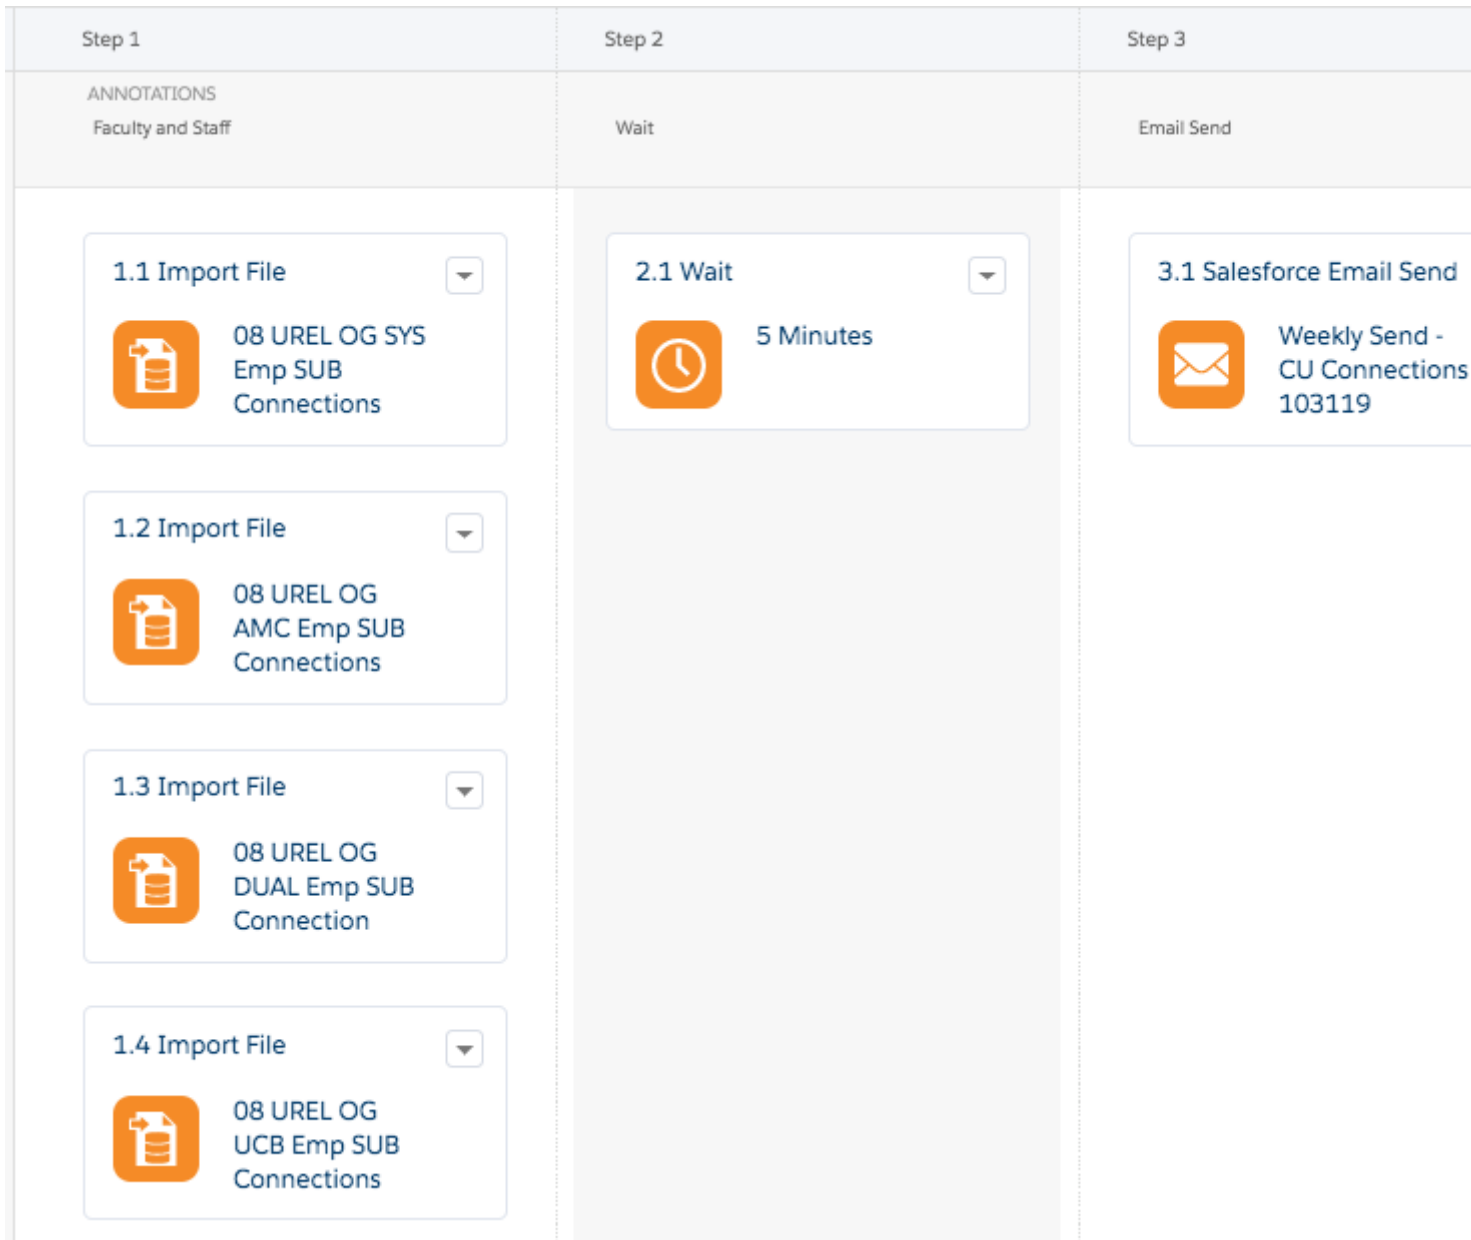 Step 1
Step 2
Step 3
ANNOTATIONS
Faculty and Staff
Wait
Email Send
1.1 Import File
08 UREL OG SYS
Emp SUB
Connections
1.2 Import File
08 UREL OG
AMC Emp SUB
Connections
1.3 Import File
08 UREL OG
DUAL Emp SUB
Connection
1.4 Import File
08 UREL OG
UCB Emp SUB
Connections
2.1 Wait
5 Minutes
3.1 Salesforce Email Send
Weekly Send -
CU Connections
103119